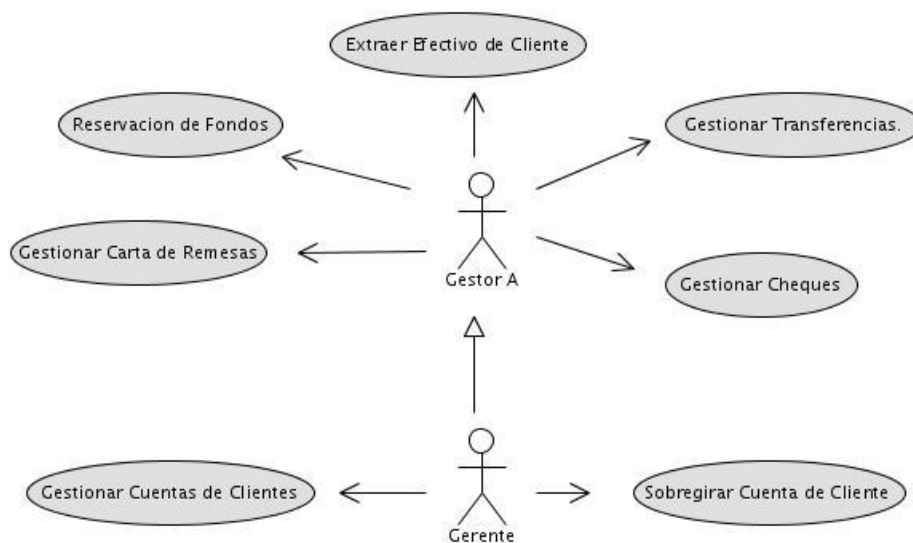 Extraer Efectivo de Cliente
Reservacion de Fondos
Gestionar Transferencias.
Gestionar Carta de Remesas
Gestor A
Gestionar Cheques
Gestionar Cuentas de Clientes
Sobregirar Cuenta de Cliente
Gerente